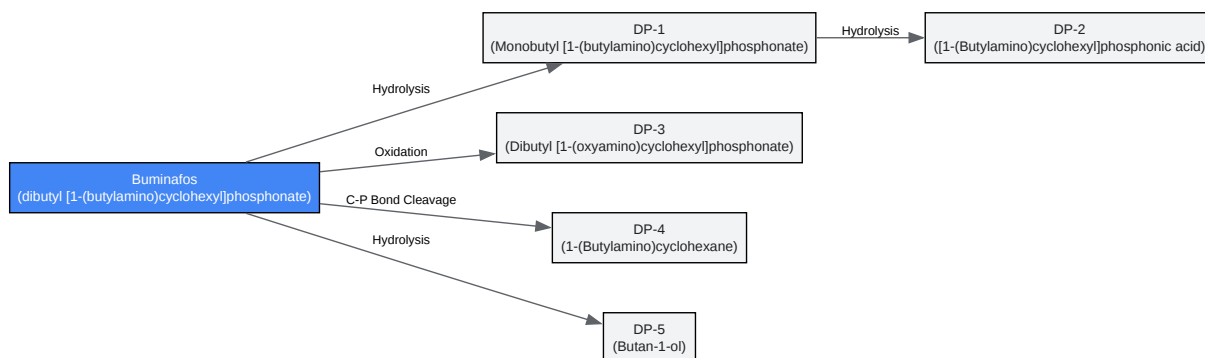 DP-1
(Monobutyl [1-(butylamino)cyclohexyl]phosphonate)
Hydrolysis
DP-2
([1-(Butylamino)cyclohexyl]phosphonic acid)
Hydrolysis
DP-3
(Dibutyl [1-(oxyamino)cyclohexyl]phosphonate)
Oxidation
Buminafos
(dibutyl [1-(butylamino)cyclohexyl]phosphonate)
C-P Bond Cleavage
DP-4
(1-(Butylamino)cyclohexane)
Hydrolysis
DP-5
(Butan-1-ol)